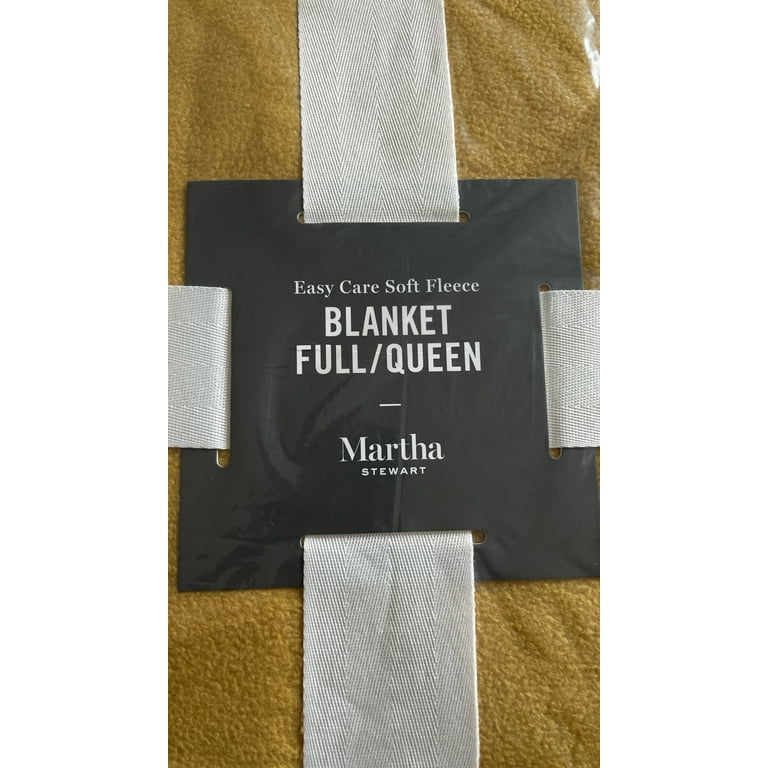 Easy Care Soft Fleece
BLANKET
FULL/QUEEN
Martha
STEWART